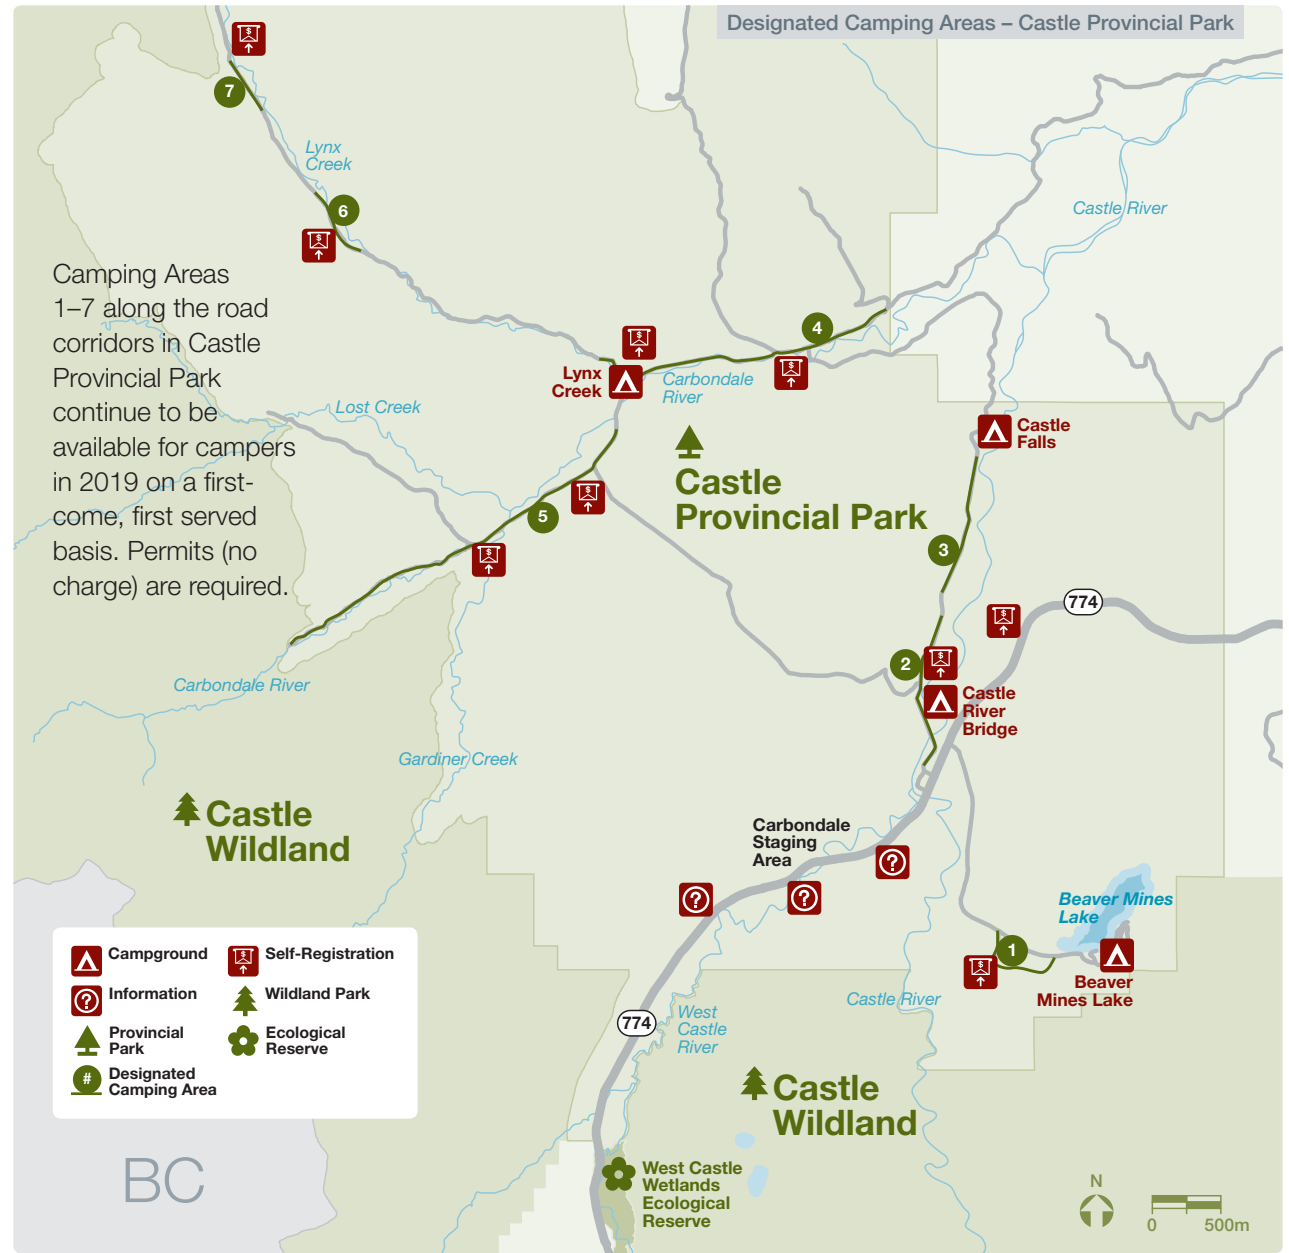 Designated Camping Areas – Castle Provincial Park
7
Lynx
Creek
6
Castle River
Camping Areas
1–7 along the road
corridors in Castle
Provincial Park
continue to be
available for campers
in 2019 on a first-
come, first served
basis. Permits (no
charge) are required.
4
Lynx
Creek
Carbondale
River
Lost Creek
Castle
Falls
Castle
Provincial Park
5
3
774
2
Castle
River
Bridge
Carbondale River
Gardiner Creek
Castle
Wildland
Carbondale
Staging
Area
Beaver Mines
Lake
1
Beaver
Mines Lake
Castle River
West
Castle
River
774
Castle
Wildland
West Castle
Wetlands
Ecological
Reserve
Campground
Self-Registration
Information
Wildland Park
Provincial
Park
Ecological
Reserve
#
Designated
Camping Area
BC
N
0
500m